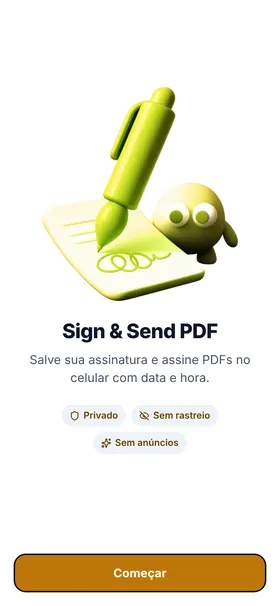 Sign & Send PDF
Salve sua assinatura e assine PDFs no
celular com data e hora.
Privado
Sem rastreio
Sem anúncios
Começar